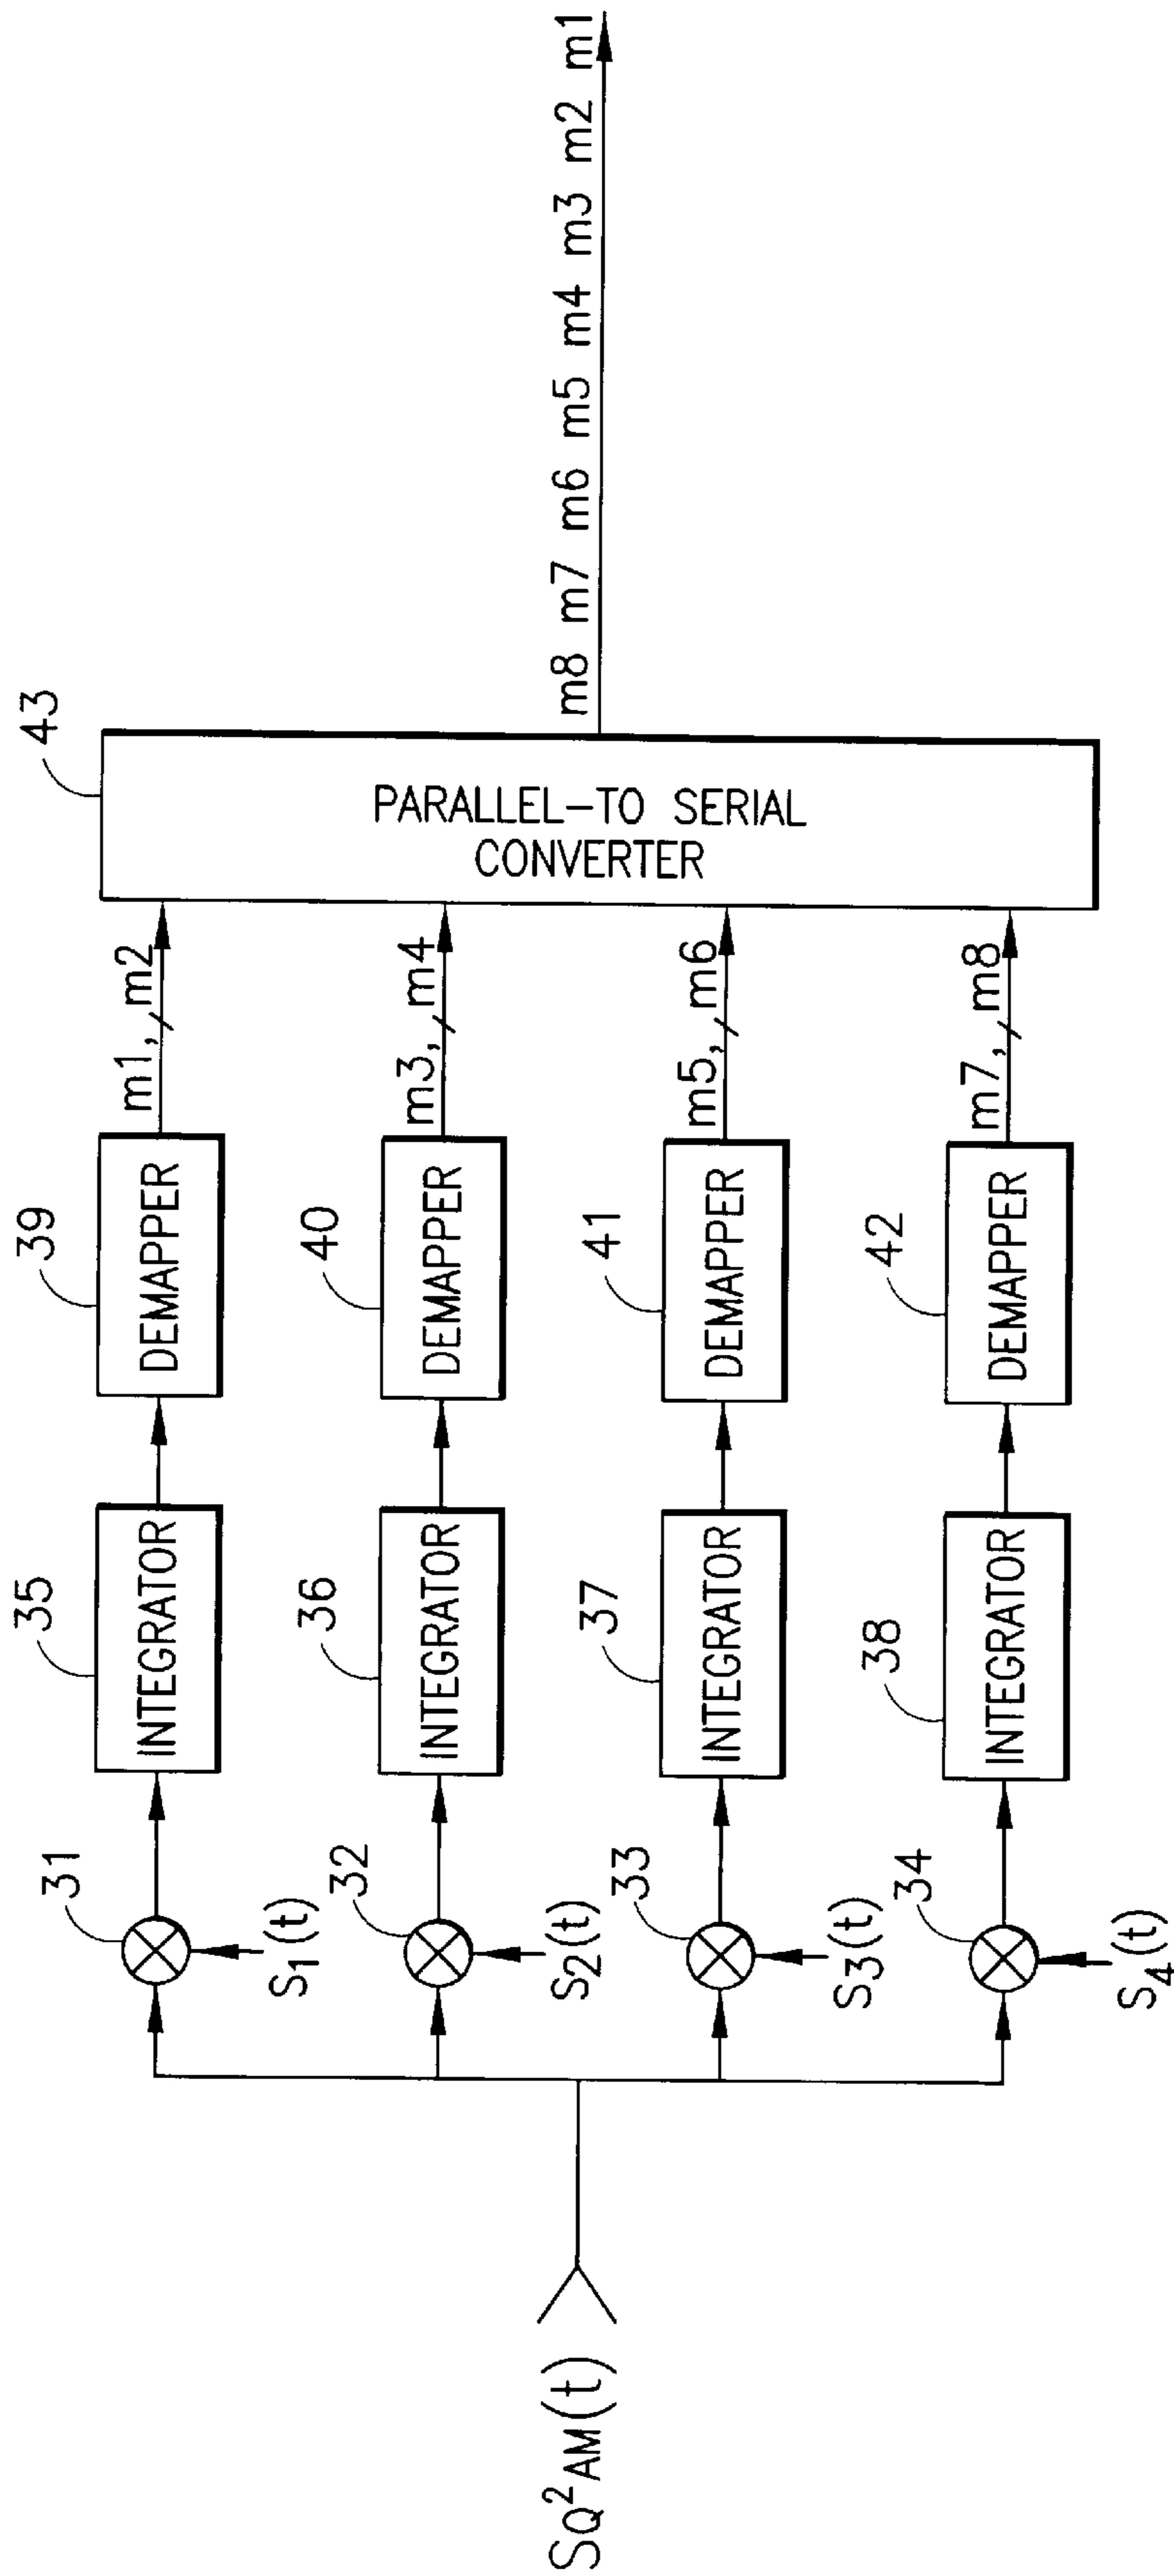 SQ²AM(t)
31
S1(t)
35
INTEGRATOR
39
DEMAPPER
m1, m2
32
S2(t)
36
INTEGRATOR
40
DEMAPPER
m3, m4
33
S3(t)
37
INTEGRATOR
41
DEMAPPER
m5, m6
34
S4(t)
38
INTEGRATOR
42
DEMAPPER
m7, m8
43
PARALLEL-TO SERIAL
CONVERTER
m8 m7 m6 m5 m4 m3 m2 m1